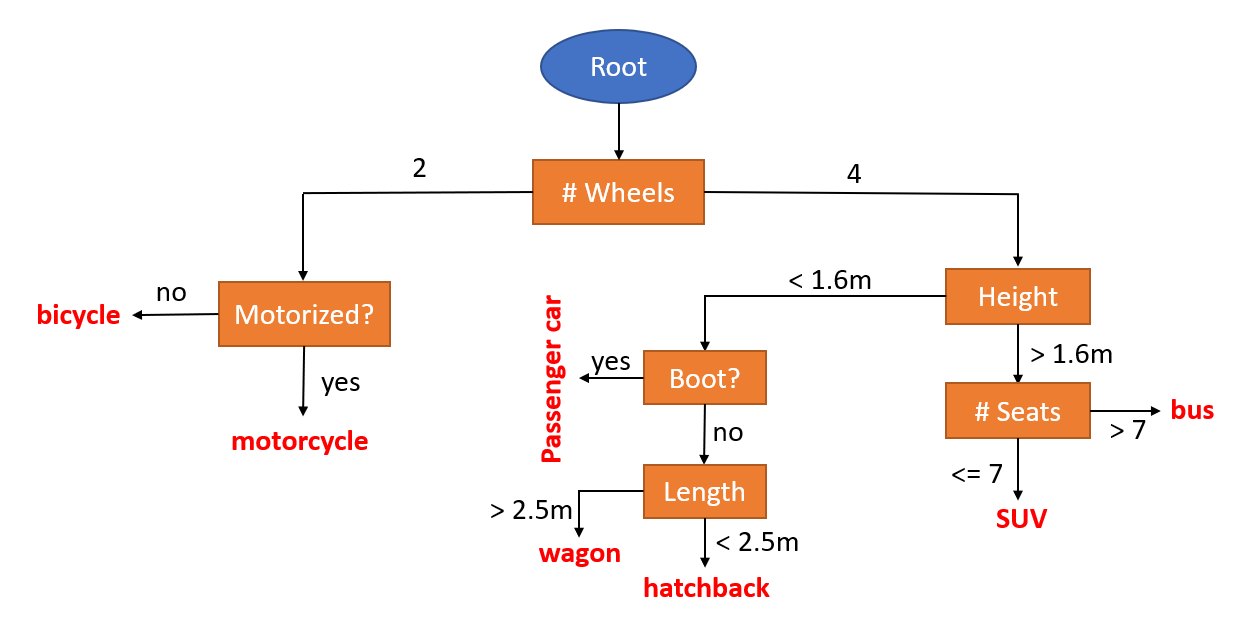 Root
2
# Wheels
4
no
bicycle
Motorized?
yes
motorcycle
< 1.6m
Height
> 1.6m
Passenger car
yes
Boot?
no
# Seats
> 7
bus
<= 7
SUV
Length
> 2.5m
wagon
< 2.5m
hatchback